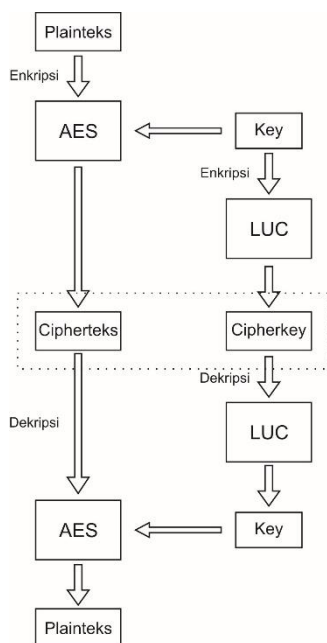 Plainteks
Enkripsi
AES
Key
Enkripsi
LUC
Cipherteks
Cipherkey
Dekripsi
Dekripsi
LUC
AES
Key
Plainteks